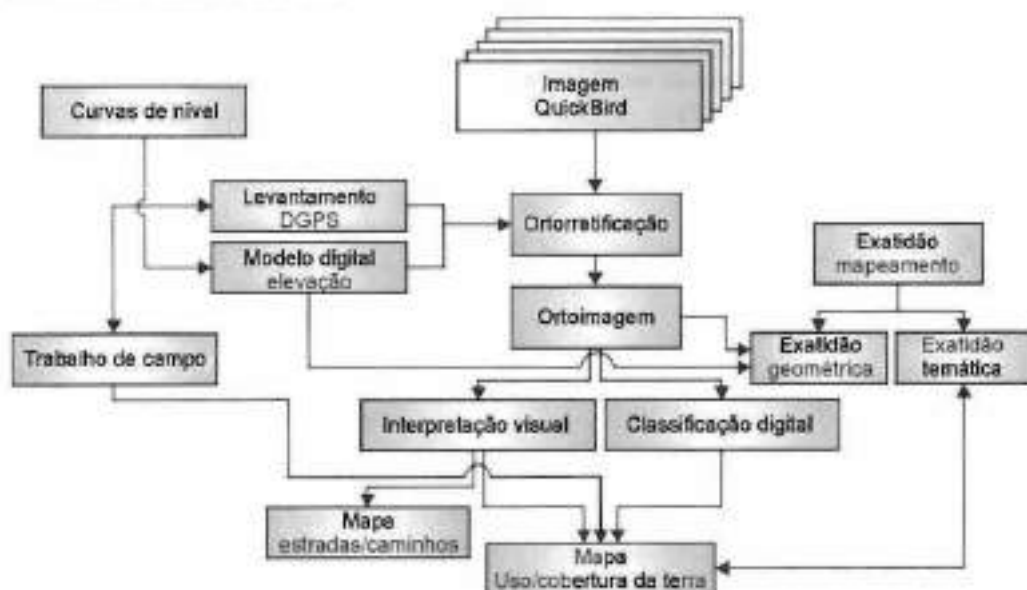 Imagem
QuickBird
Curvas de nível
Levantamento
DGPS
Ortorretificação
Modelo digital
elevação
Exatidão
mapeamento
Ortoimagem
Trabalho de campo
Exatidão
geométrica
Exatidão
temática
Interpretação visual
Classificação digital
Mapa
estradas/caminhos
Mapa
Uso/cobertura da terra